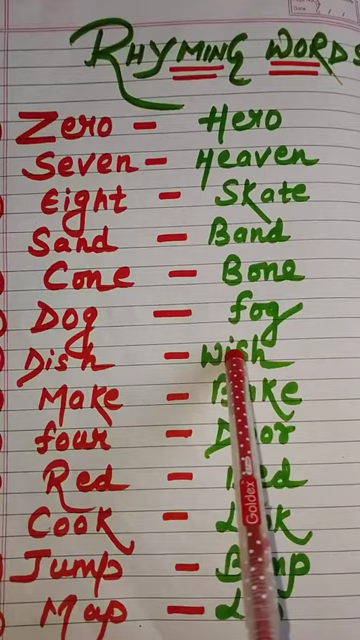 Rhyming Words
Zero - Hero
Seven - Heaven
Eight - Skate
Sand - Band
Cone - Bone
Dog - fog
Dish - Wish
Make -
four - Door
Red -
Cook -
Jump -
Map -
Goldex